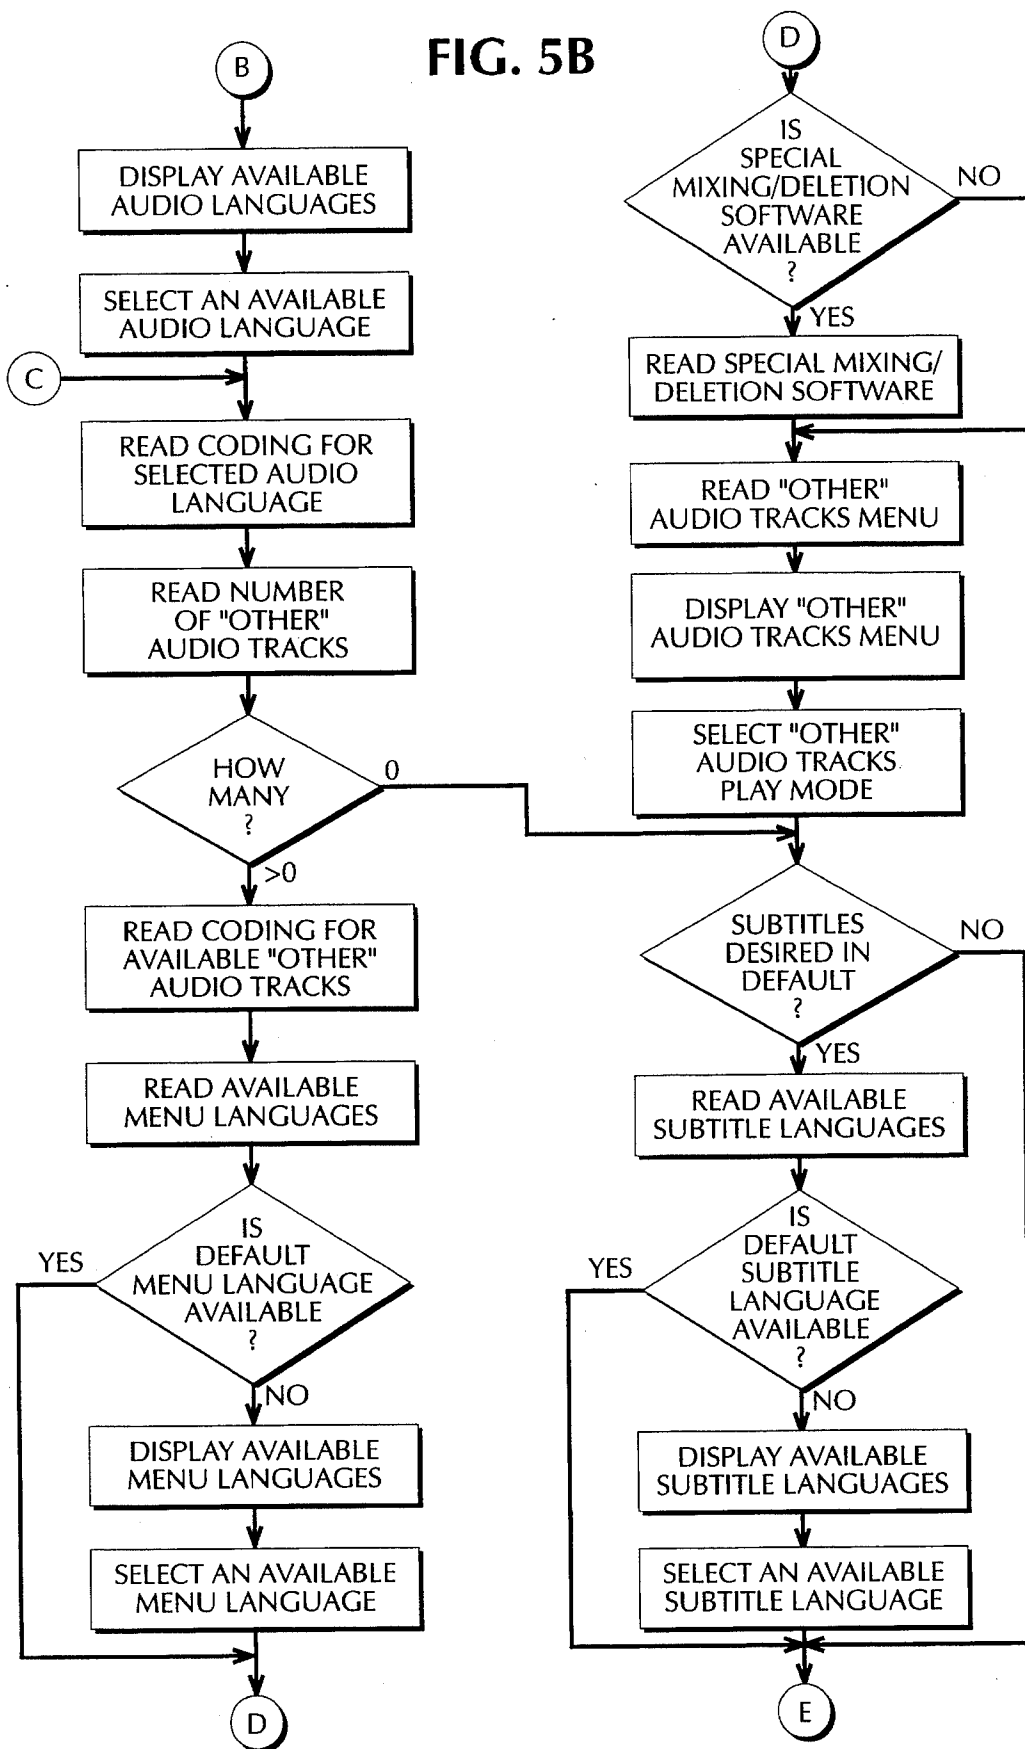 FIG. 5B
B
DISPLAY AVAILABLE
AUDIO LANGUAGES
SELECT AN AVAILABLE
AUDIO LANGUAGE
C
READ CODING FOR
SELECTED AUDIO
LANGUAGE
READ NUMBER
OF "OTHER"
AUDIO TRACKS
HOW
MANY
?
0
>0
READ CODING FOR
AVAILABLE "OTHER"
AUDIO TRACKS
READ AVAILABLE
MENU LANGUAGES
IS
DEFAULT
MENU LANGUAGE
AVAILABLE
?
YES
NO
DISPLAY AVAILABLE
MENU LANGUAGES
SELECT AN AVAILABLE
MENU LANGUAGE
D
D
IS
SPECIAL
MIXING/DELETION
SOFTWARE
AVAILABLE
?
NO
YES
READ SPECIAL MIXING/
DELETION SOFTWARE
READ "OTHER"
AUDIO TRACKS MENU
DISPLAY "OTHER"
AUDIO TRACKS MENU
SELECT "OTHER"
AUDIO TRACKS
PLAY MODE
SUBTITLES
DESIRED IN
DEFAULT
?
NO
YES
READ AVAILABLE
SUBTITLE LANGUAGES
IS
DEFAULT
SUBTITLE
LANGUAGE
AVAILABLE
?
YES
NO
DISPLAY AVAILABLE
SUBTITLE LANGUAGES
SELECT AN AVAILABLE
SUBTITLE LANGUAGE
E